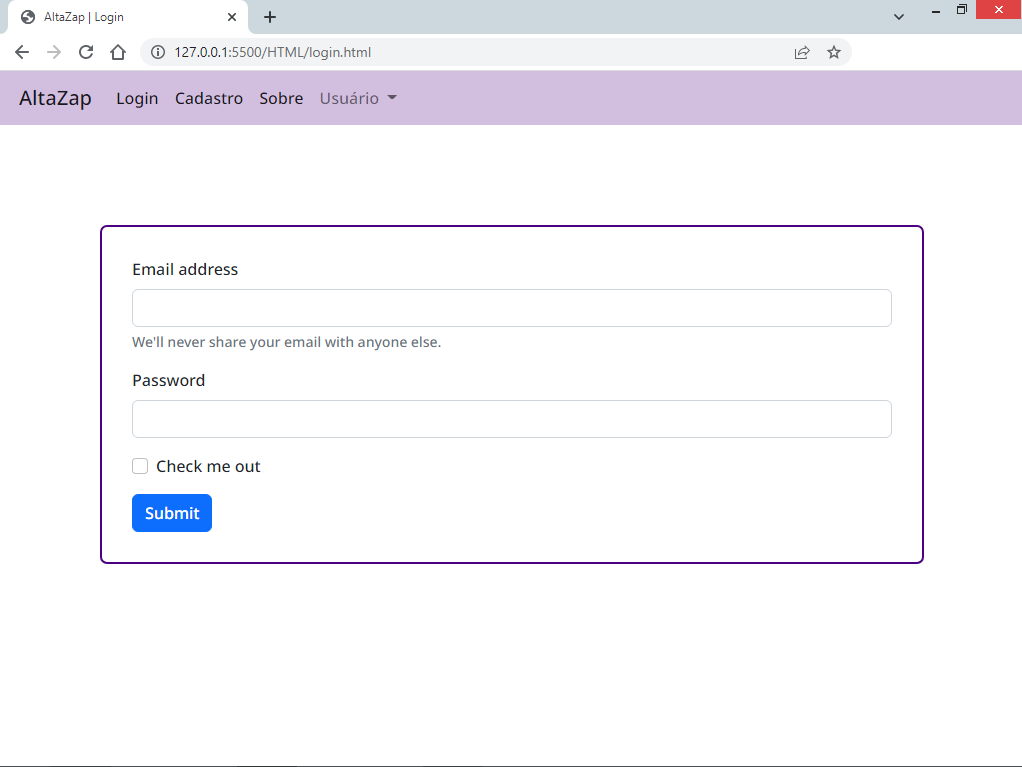 AltaZap | Login
127.0.0.1:5500/HTML/login.html
AltaZap Login Cadastro Sobre Usuário
Email address
We'll never share your email with anyone else.
Password
Check me out
Submit